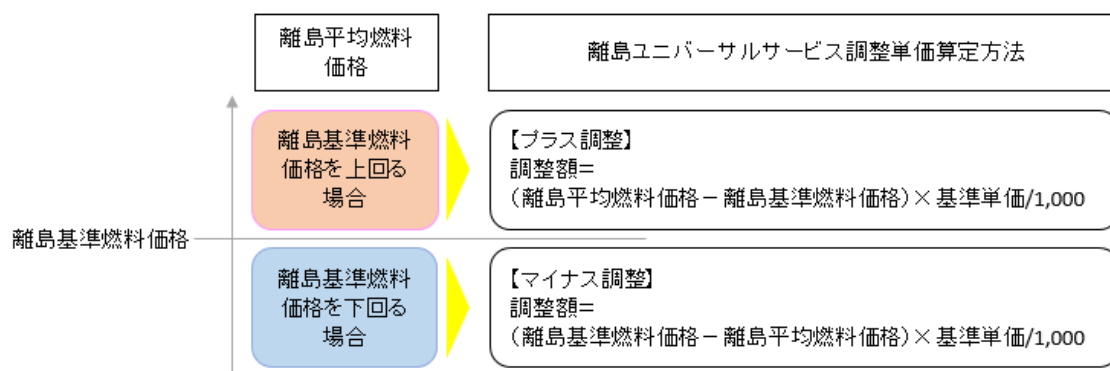 離島平均燃料
価格
離島ユニバーサルサービス調整単価算定方法
離島基準燃料
価格を上回る
場合
【プラス調整】
調整額＝
（離島平均燃料価格－離島基準燃料価格）×基準単価/1,000
離島基準燃料価格
離島基準燃料
価格を下回る
場合
【マイナス調整】
調整額＝
（離島基準燃料価格－離島平均燃料価格）×基準単価/1,000